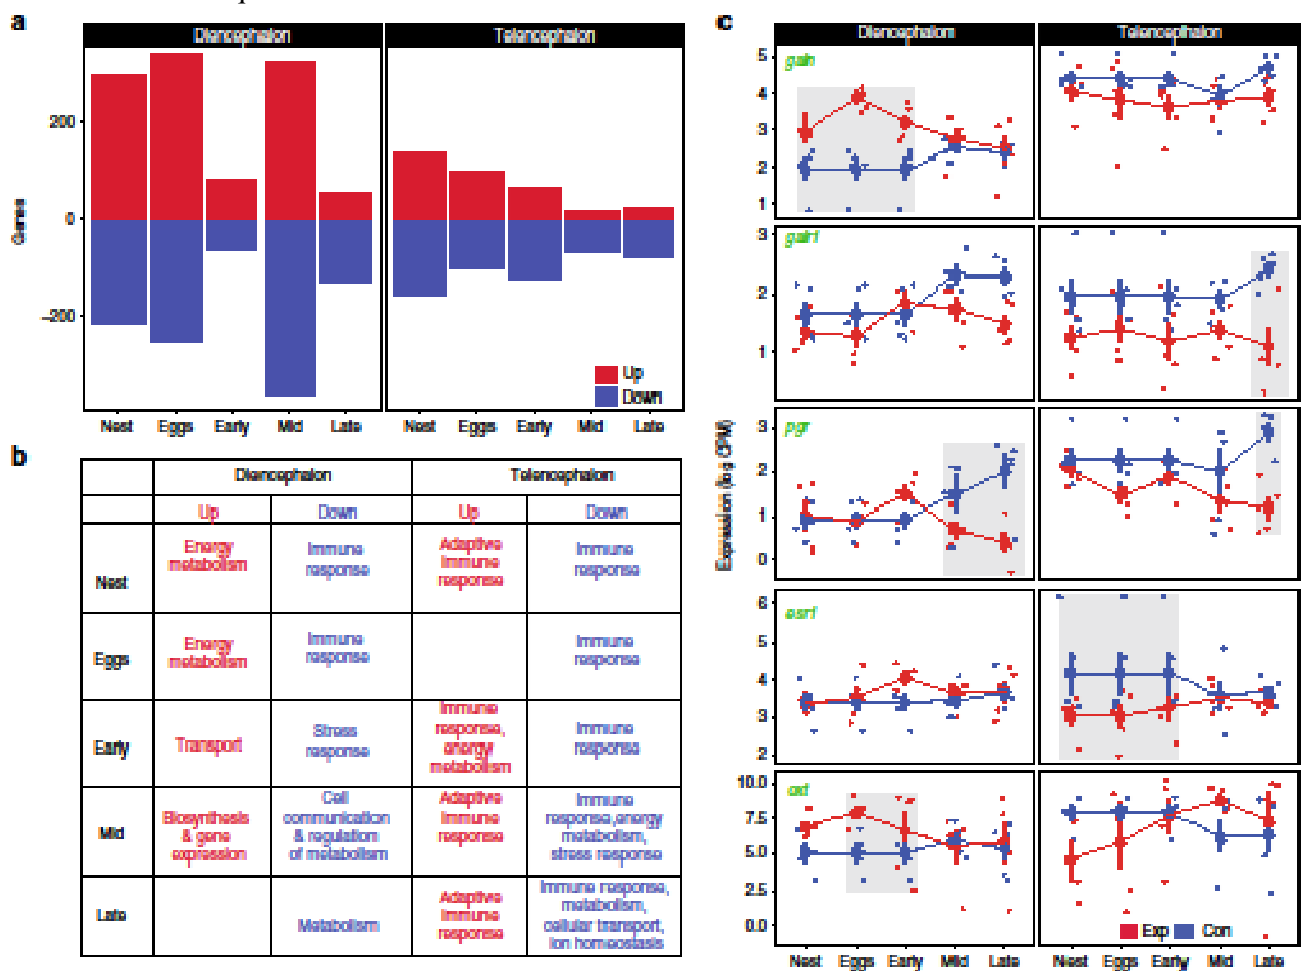 a
Diencephalon Telencephalon
Genes
200
0
-200
Up
Down
Nest Eggs Early Mid Late Nest Eggs Early Mid Late
b
Diencephalon Telencephalon
Up Down Up Down
Nest
Energy
metabolism
Immune
response
Adaptive
immune
response
Immune
response
Eggs
Energy
metabolism
Immune
response
Immune
response
Early
Transport
Stress
response
Immune
response,
energy
metabolism
Immune
response
Mid
Biosynthesis
& gene
expression
Cell
communication
& regulation
of metabolism
Adaptive
immune
response
Immune
response,energy
metabolism,
stress response
Late
Metabolism
Adaptive
immune
response
Immune response,
metabolism,
cellular transport,
ion homeostasis
c
Diencephalon Telencephalon
Expression (log CPM)
galn
5
4
3
2
1
galr1
3
2
1
pgr
3
2
1
0
esr1
6
5
4
3
2
oxt
10.0
7.5
5.0
2.5
0.0
Exp Con
Nest Eggs Early Mid Late Nest Eggs Early Mid Late